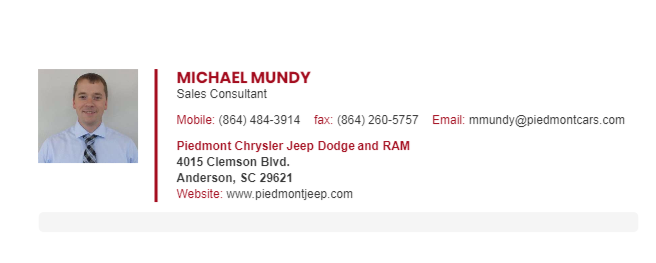 MICHAEL MUNDY
Sales Consultant
Mobile: (864) 484-3914 fax: (864) 260-5757 Email: mmundy@piedmontcars.com
Piedmont Chrysler Jeep Dodge and RAM
4015 Clemson Blvd.
Anderson, SC 29621
Website: www.piedmontjeep.com